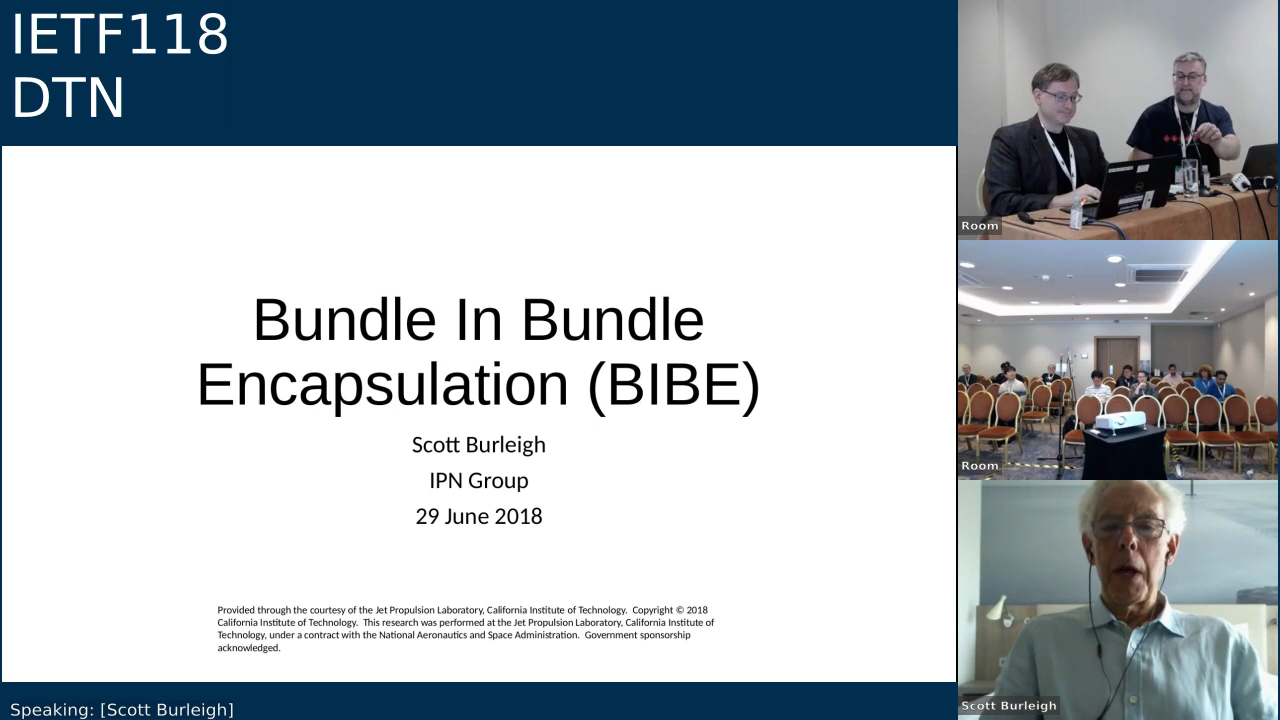 IETF118
DTN
Bundle In Bundle
Encapsulation (BIBE)
Scott Burleigh
IPN Group
29 June 2018
Provided through the courtesy of the Jet Propulsion Laboratory, California Institute of Technology. Copyright © 2018
California Institute of Technology. This research was performed at the Jet Propulsion Laboratory, California Institute of
Technology, under a contract with the National Aeronautics and Space Administration. Government sponsorship
acknowledged.
Speaking: [Scott Burleigh]
Room
Room
Scott Burleigh